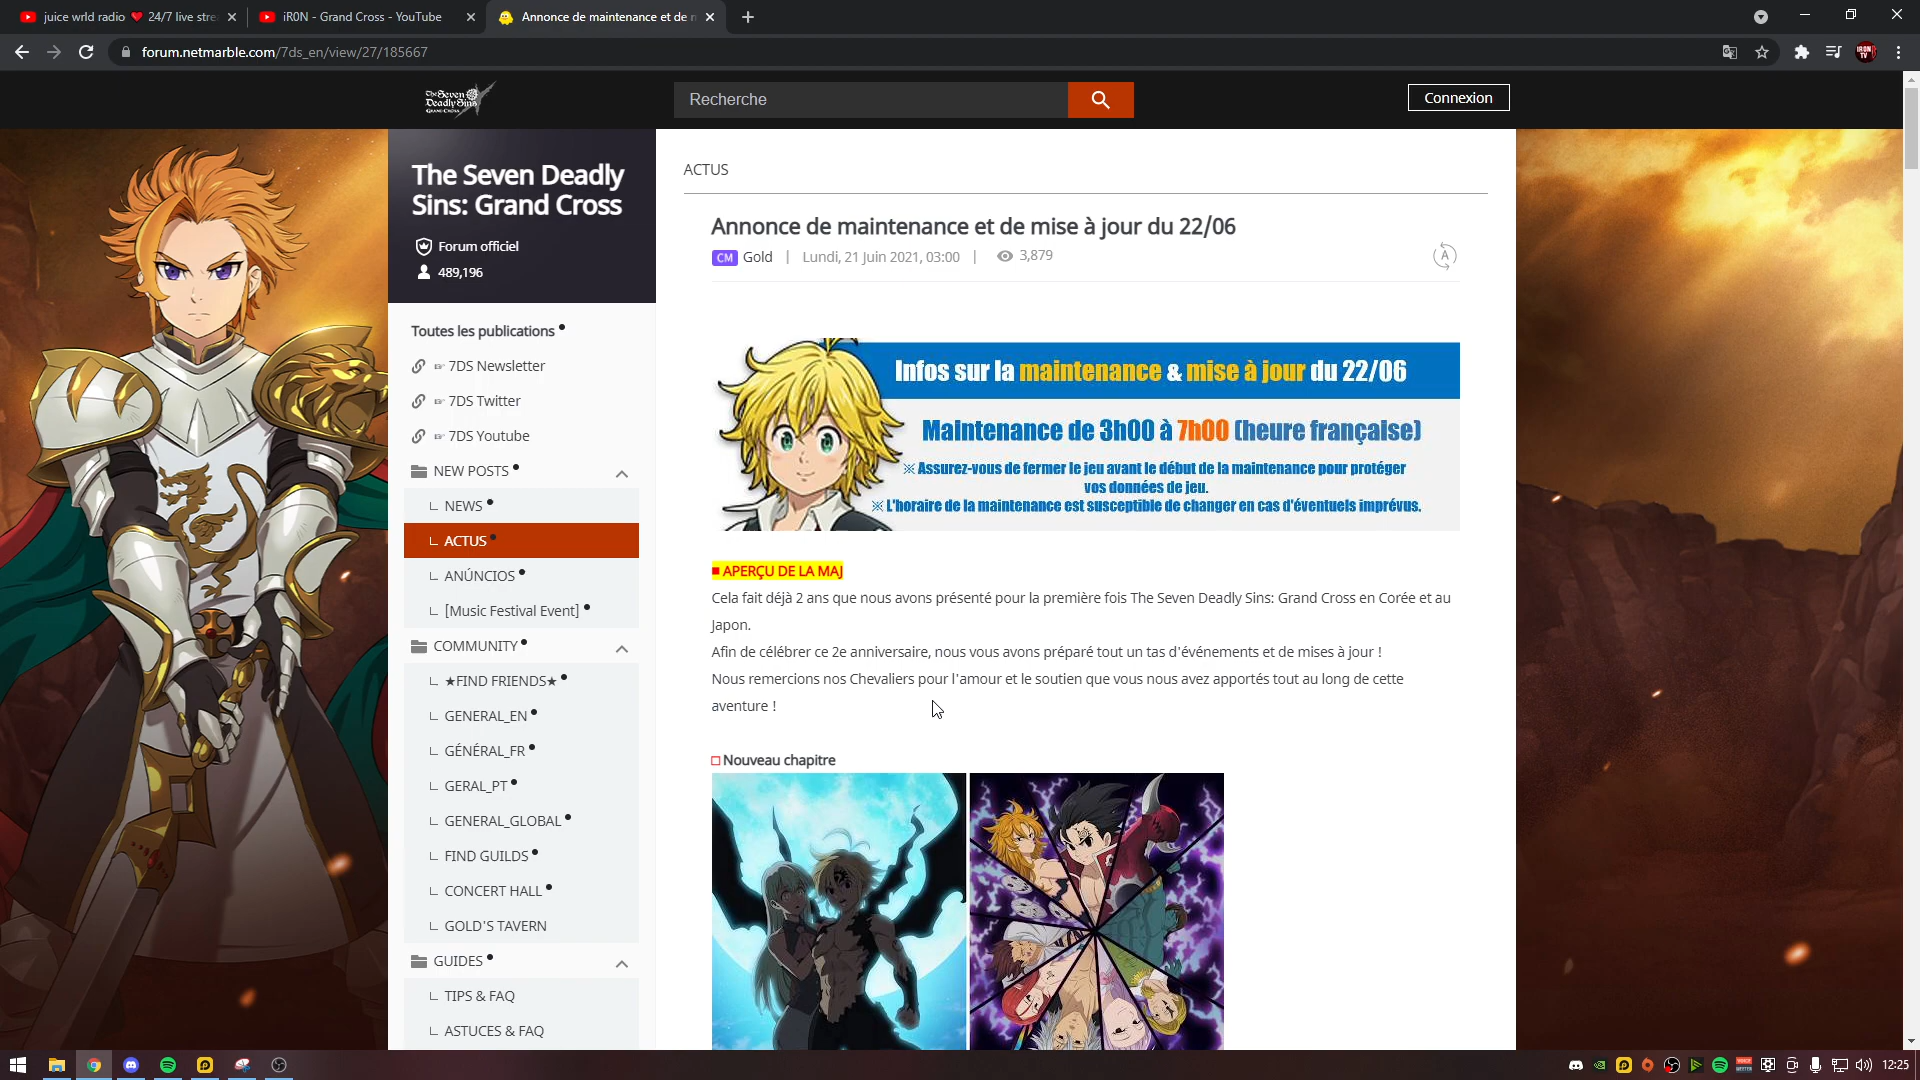 juice wrld radio ❤️ 24/7 live stre
iR0N - Grand Cross - YouTube
Annonce de maintenance et de m
forum.netmarble.com/7ds_en/view/27/185667
The Seven Deadly Sins GRAND CROSS
Recherche
Connexion
The Seven Deadly
Sins: Grand Cross
Forum officiel
489,196
Toutes les publications
☞ 7DS Newsletter
☞ 7DS Twitter
☞ 7DS Youtube
NEW POSTS
∟ NEWS
∟ ACTUS
∟ ANÚNCIOS
∟ [Music Festival Event]
COMMUNITY
∟ ★FIND FRIENDS★
∟ GENERAL_EN
∟ GÉNÉRAL_FR
∟ GERAL_PT
∟ GENERAL_GLOBAL
∟ FIND GUILDS
∟ CONCERT HALL
∟ GOLD'S TAVERN
GUIDES
∟ TIPS & FAQ
∟ ASTUCES & FAQ
ACTUS
Annonce de maintenance et de mise à jour du 22/06
CM Gold | Lundi, 21 Juin 2021, 03:00 | 3,879
A
Infos sur la maintenance & mise à jour du 22/06
Maintenance de 3h00 à 7h00 (heure française)
※ Assurez-vous de fermer le jeu avant le début de la maintenance pour protéger
vos données de jeu.
※ L'horaire de la maintenance est susceptible de changer en cas d'éventuels imprévus.
■ APERÇU DE LA MAJ
Cela fait déjà 2 ans que nous avons présenté pour la première fois The Seven Deadly Sins: Grand Cross en Corée et au
Japon.
Afin de célébrer ce 2e anniversaire, nous vous avons préparé tout un tas d'événements et de mises à jour !
Nous remercions nos Chevaliers pour l'amour et le soutien que vous nous avez apportés tout au long de cette
aventure !
□ Nouveau chapitre
12:25